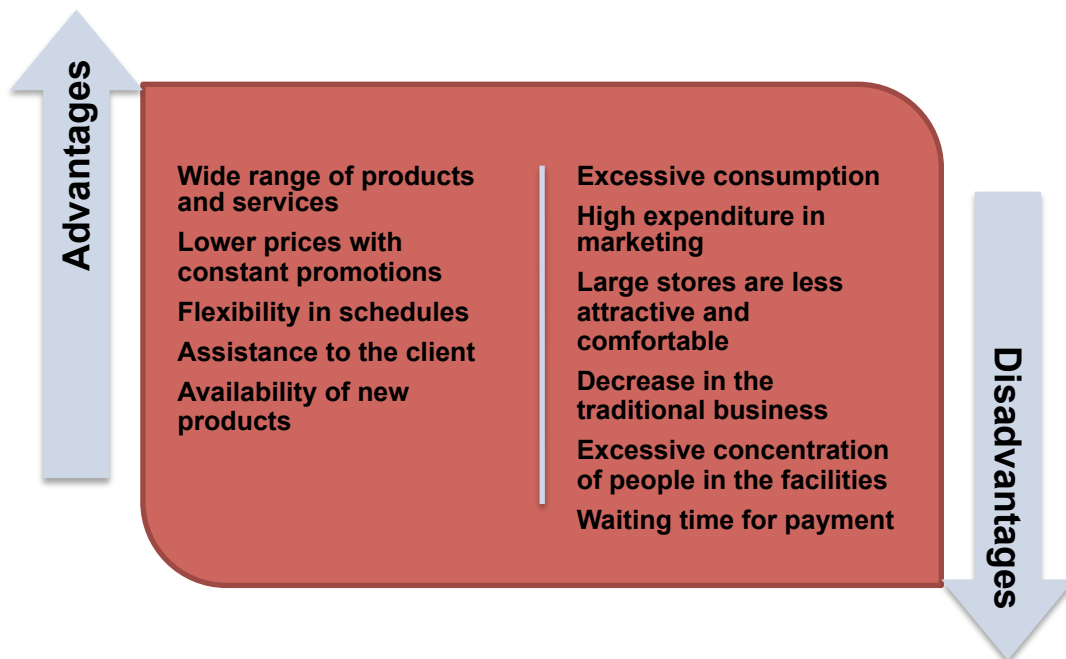 Advantages
Wide range of products
and services
Lower prices with
constant promotions
Flexibility in schedules
Assistance to the client
Availability of new
products
Excessive consumption
High expenditure in
marketing
Large stores are less
attractive and
comfortable
Decrease in the
traditional business
Excessive concentration
of people in the facilities
Waiting time for payment
Disadvantages